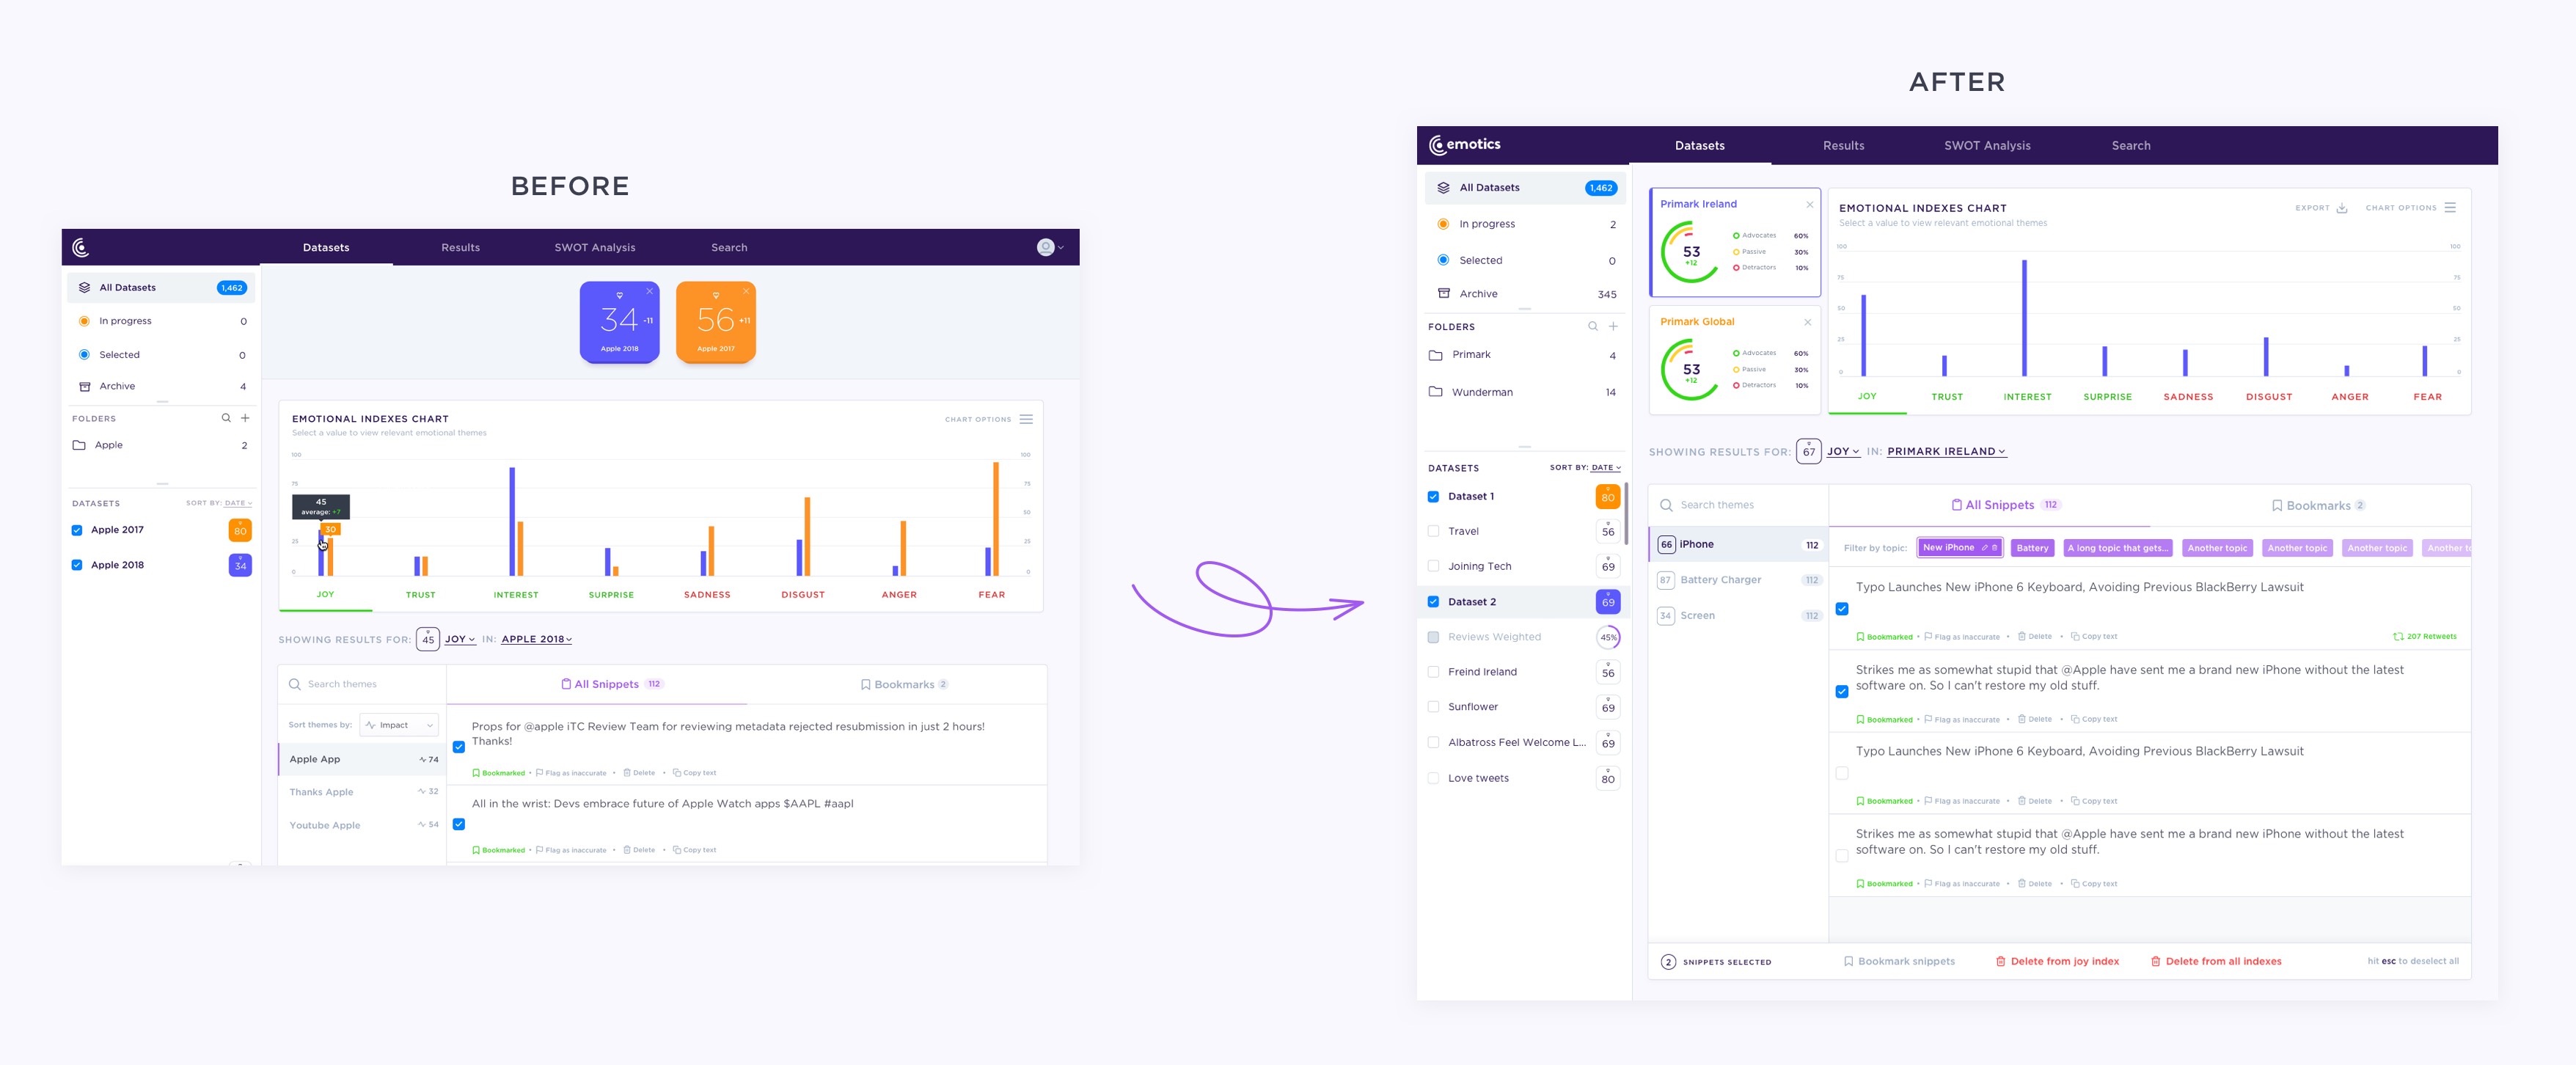 BEFORE
Datasets Results SWOT Analysis Search
All Datasets 1,462
In progress 0
Selected 0
Archive 4
FOLDERS
Apple 2
DATASETS SORT BY: DATE
Apple 2017 80
Apple 2018 34
34 -11
Apple 2018
56 +11
Apple 2017
EMOTIONAL INDEXES CHART
Select a value to view relevant emotional themes
CHART OPTIONS
100 100
75 75
50
25 25
0 0
45
average: +7
30
JOY TRUST INTEREST SURPRISE SADNESS DISGUST ANGER FEAR
SHOWING RESULTS FOR: 45 JOY IN: APPLE 2018
Search themes
All Snippets 112
Bookmarks 2
Sort themes by: Impact
Apple App 74
Thanks Apple 32
Youtube Apple 54
Props for @apple iTC Review Team for reviewing metadata rejected resubmission in just 2 hours!
Thanks!
Bookmarked • Flag as inaccurate • Delete • Copy text
All in the wrist: Devs embrace future of Apple Watch apps $AAPL #aapl
Bookmarked • Flag as inaccurate • Delete • Copy text
AFTER
emotics
Datasets Results SWOT Analysis Search
All Datasets 1,462
In progress 2
Selected 0
Archive 345
FOLDERS
Primark 4
Wunderman 14
DATASETS SORT BY: DATE
Dataset 1 80
Travel 56
Joining Tech 69
Dataset 2 69
Reviews Weighted 45%
Freind Ireland 56
Sunflower 69
Albatross Feel Welcome L... 69
Love tweets 80
Primark Ireland
53
+12
Advocates 60%
Passive 30%
Detractors 10%
Primark Global
53
+12
Advocates 60%
Passive 30%
Detractors 10%
EMOTIONAL INDEXES CHART
Select a value to view relevant emotional themes
EXPORT CHART OPTIONS
100 100
75 75
50 50
25 25
0 0
JOY TRUST INTEREST SURPRISE SADNESS DISGUST ANGER FEAR
SHOWING RESULTS FOR: 67 JOY IN: PRIMARK IRELAND
Search themes
All Snippets 112
Bookmarks 2
66 iPhone 112
87 Battery Charger 112
34 Screen 112
Filter by topic: New iPhone Battery A long topic that gets... Another topic Another topic Another topic Another to
Typo Launches New iPhone 6 Keyboard, Avoiding Previous BlackBerry Lawsuit
Bookmarked • Flag as inaccurate • Delete • Copy text
207 Retweets
Strikes me as somewhat stupid that @Apple have sent me a brand new iPhone without the latest
software on. So I can't restore my old stuff.
Bookmarked • Flag as inaccurate • Delete • Copy text
Typo Launches New iPhone 6 Keyboard, Avoiding Previous BlackBerry Lawsuit
Bookmarked • Flag as inaccurate • Delete • Copy text
Strikes me as somewhat stupid that @Apple have sent me a brand new iPhone without the latest
software on. So I can't restore my old stuff.
Bookmarked • Flag as inaccurate • Delete • Copy text
2 SNIPPETS SELECTED
Bookmark snippets
Delete from joy index
Delete from all indexes
hit esc to deselect all